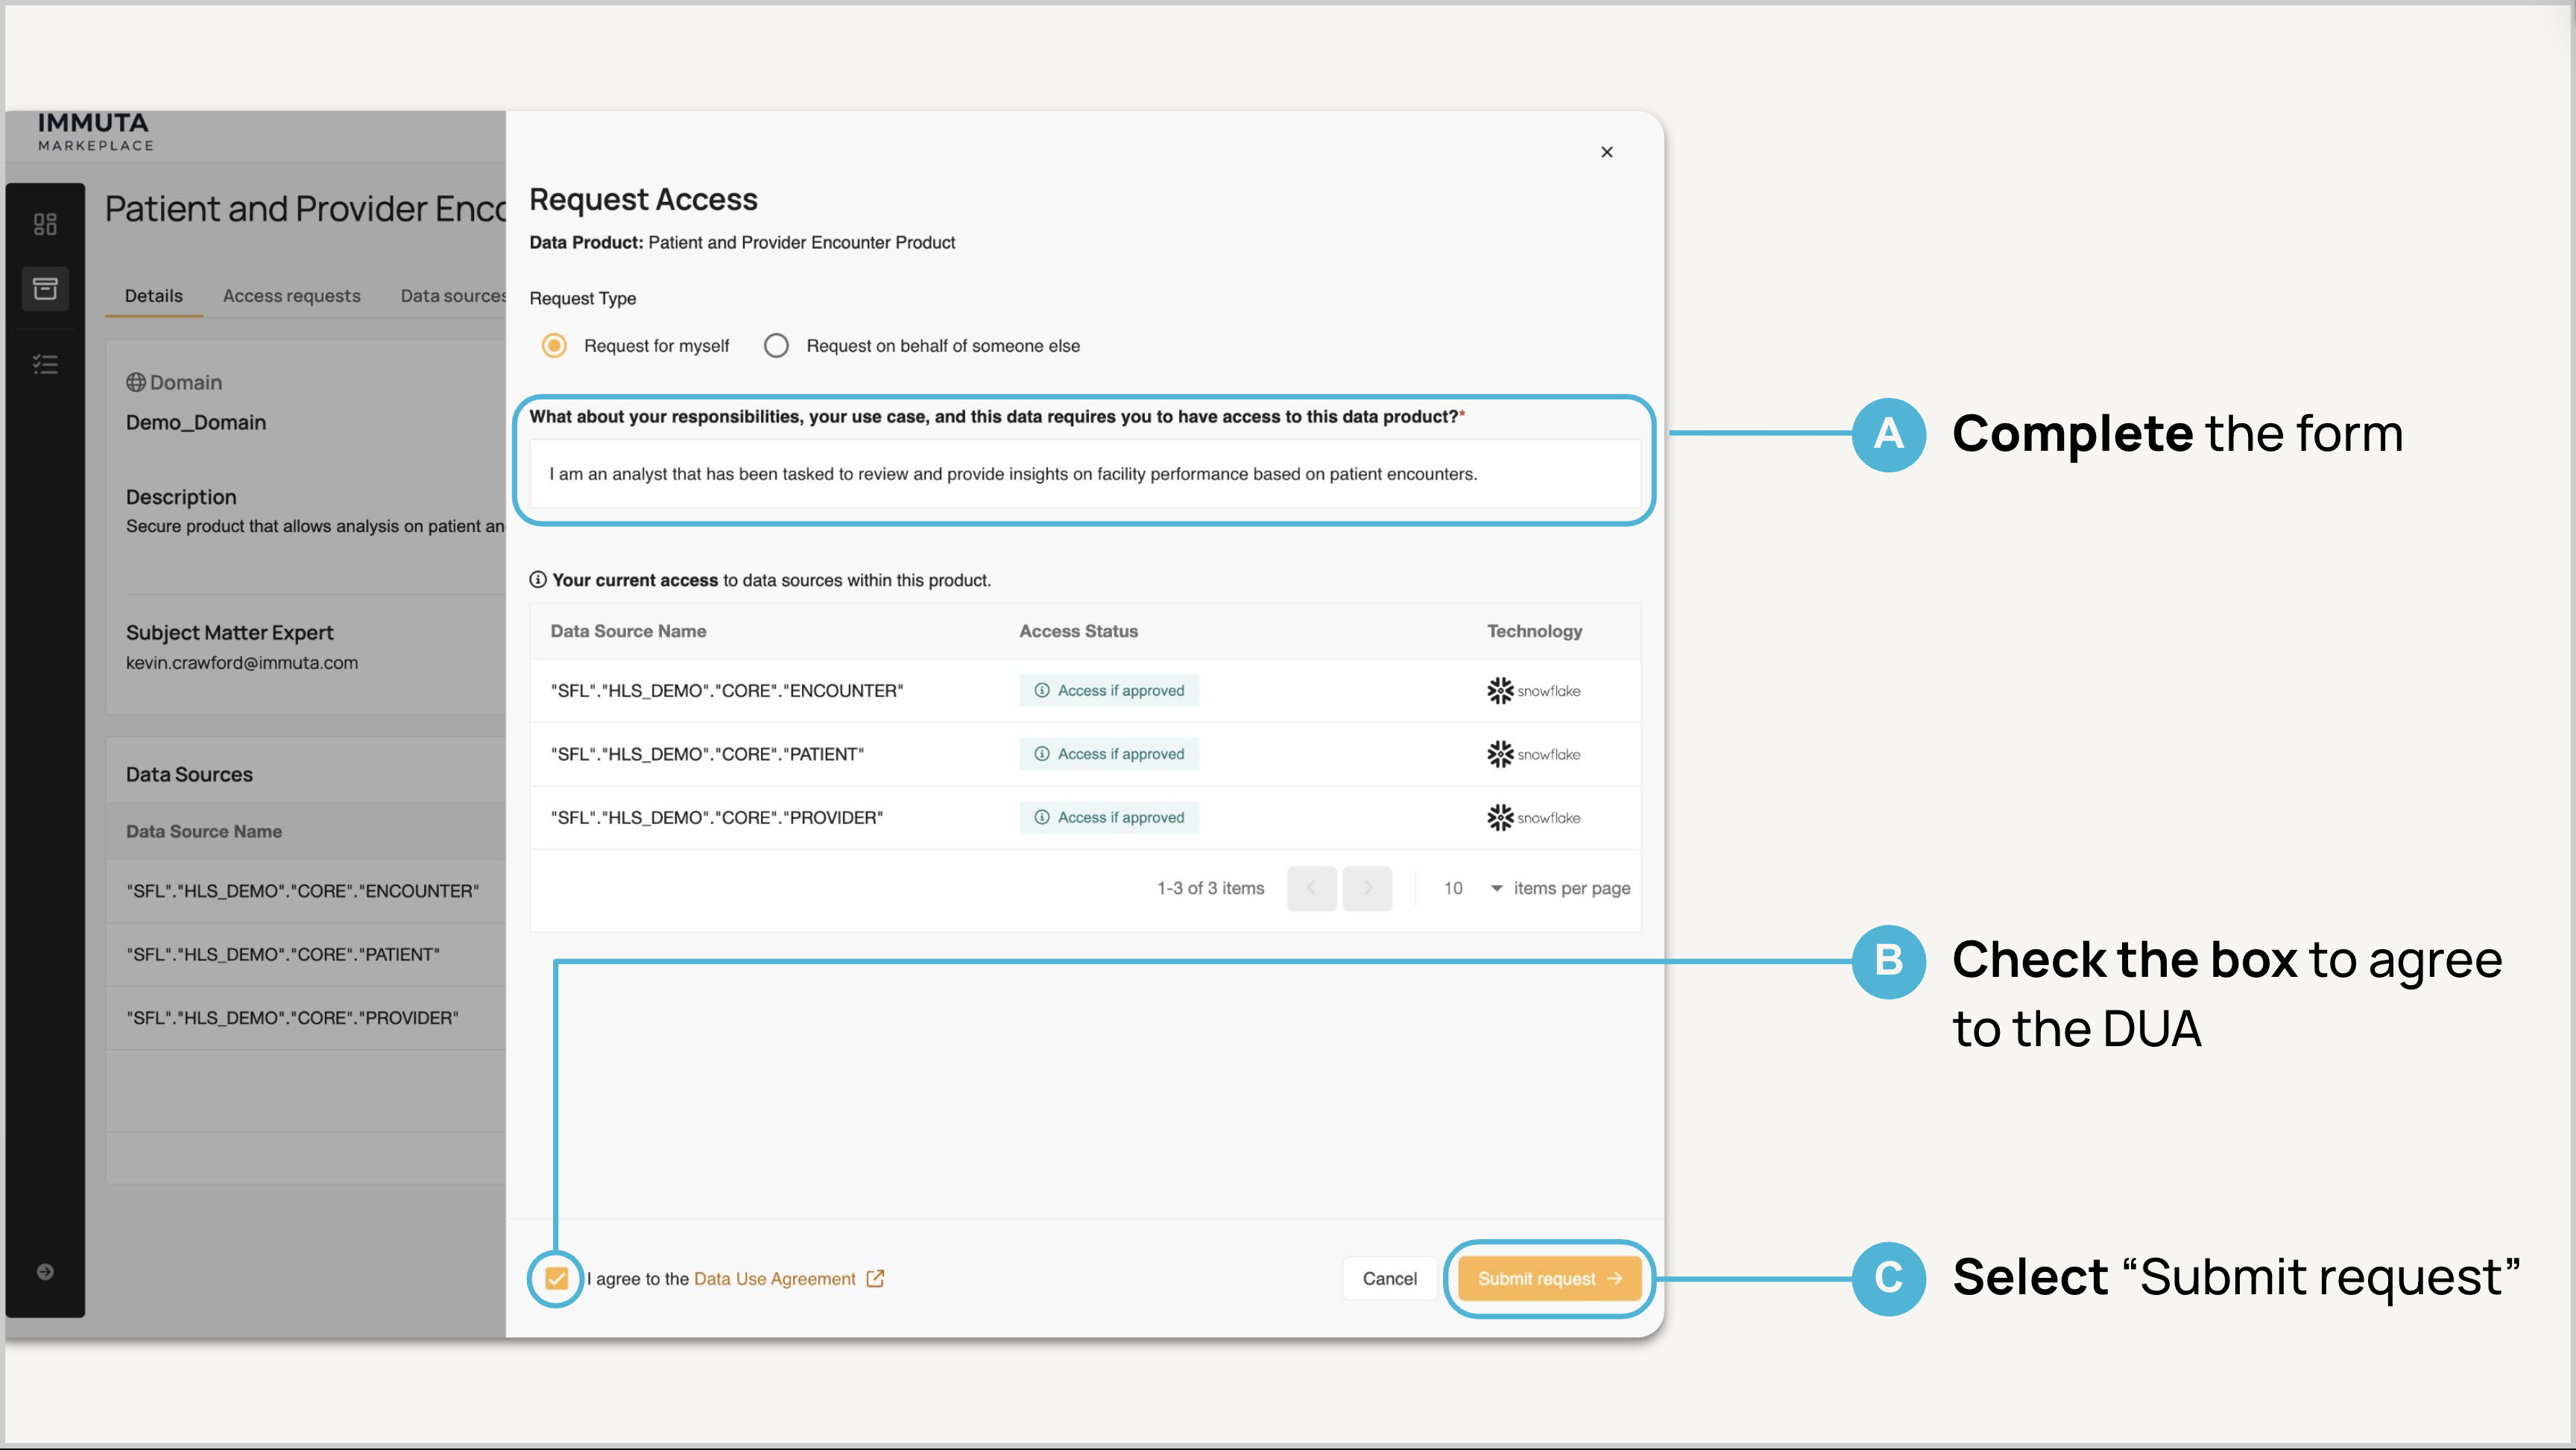 IMMUTA
MARKEPLACE
Patient and Provider Enco
Details
Access requests
Data sources
Domain
Demo_Domain
Description
Secure product that allows analysis on patient an
Subject Matter Expert
kevin.crawford@immuta.com
Data Sources
Data Source Name
"SFL"."HLS_DEMO"."CORE"."ENCOUNTER"
"SFL"."HLS_DEMO"."CORE"."PATIENT"
"SFL"."HLS_DEMO"."CORE"."PROVIDER"
Request Access
Data Product: Patient and Provider Encounter Product
Request Type
Request for myself
Request on behalf of someone else
What about your responsibilities, your use case, and this data requires you to have access to this data product?*
I am an analyst that has been tasked to review and provide insights on facility performance based on patient encounters.
Your current access to data sources within this product.
Data Source Name Access Status Technology
"SFL"."HLS_DEMO"."CORE"."ENCOUNTER" Access if approved snowflake
"SFL"."HLS_DEMO"."CORE"."PATIENT" Access if approved snowflake
"SFL"."HLS_DEMO"."CORE"."PROVIDER" Access if approved snowflake
1-3 of 3 items 10 items per page
I agree to the Data Use Agreement
Cancel
Submit request
A Complete the form
B Check the box to agree
to the DUA
C Select “Submit request”